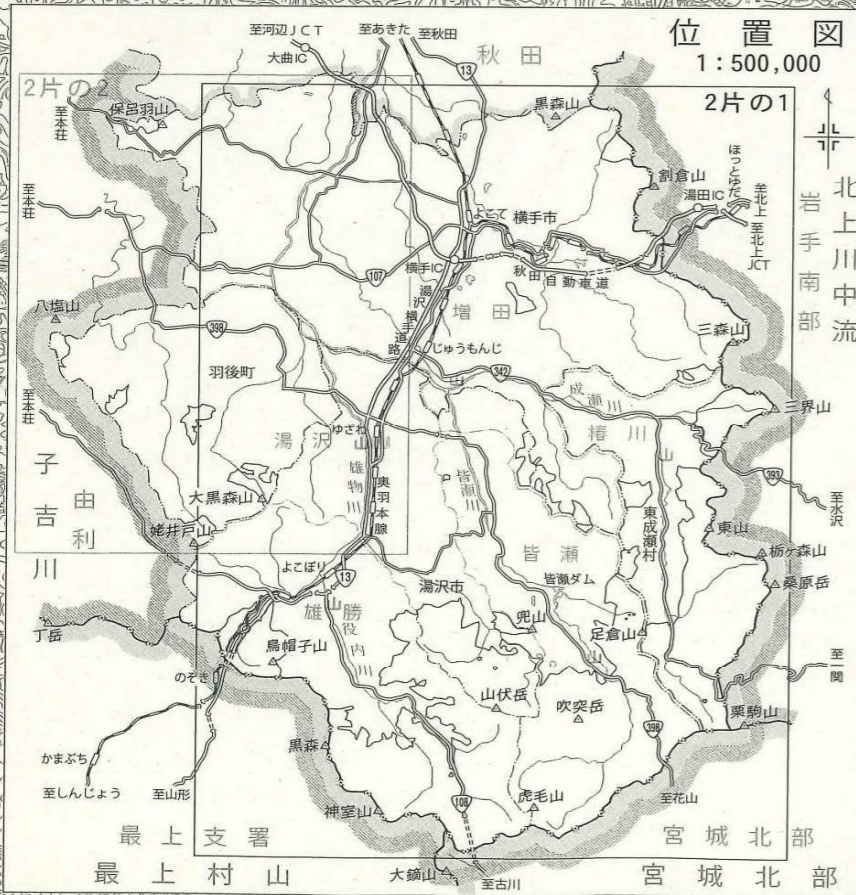 位置図
1:500,000
至河辺JCT
大曲IC
至あきた
至秋田
秋田
13
2片の2
2片の1
保呂羽山
至本荘
黒森山
割倉山
ほっとゆだ
湯田IC
至北上
至北上JCT
北上川中流
岩手南部
至本荘
よこて
横手市
横手IC
107
秋田自動車道
湯沢横手道路
増田
八塩山
398
じゅうもんじ
三森山
羽後町
342
成瀬川
至本荘
三界山
ゆざわ
湯沢
椿川
山
山
雄物川
皆瀬川
奥羽本線
393
至水沢
子吉川
由利
大黒森山
東成瀬村
東山
姥井戸山
栃ヶ森山
皆瀬
よこぼり
13
湯沢市
皆瀬ダム
桑原岳
雄勝
山
役内川
兜山
足倉山
丁岳
烏帽子山
山
至一関
のぞき
山伏岳
吹突岳
栗駒山
398
黒森
かまぶち
至しんじょう
至山形
108
虎毛山
至花山
神室山
最上支署
宮城北部
大鏑山
至古川
最上村山
宮城北部